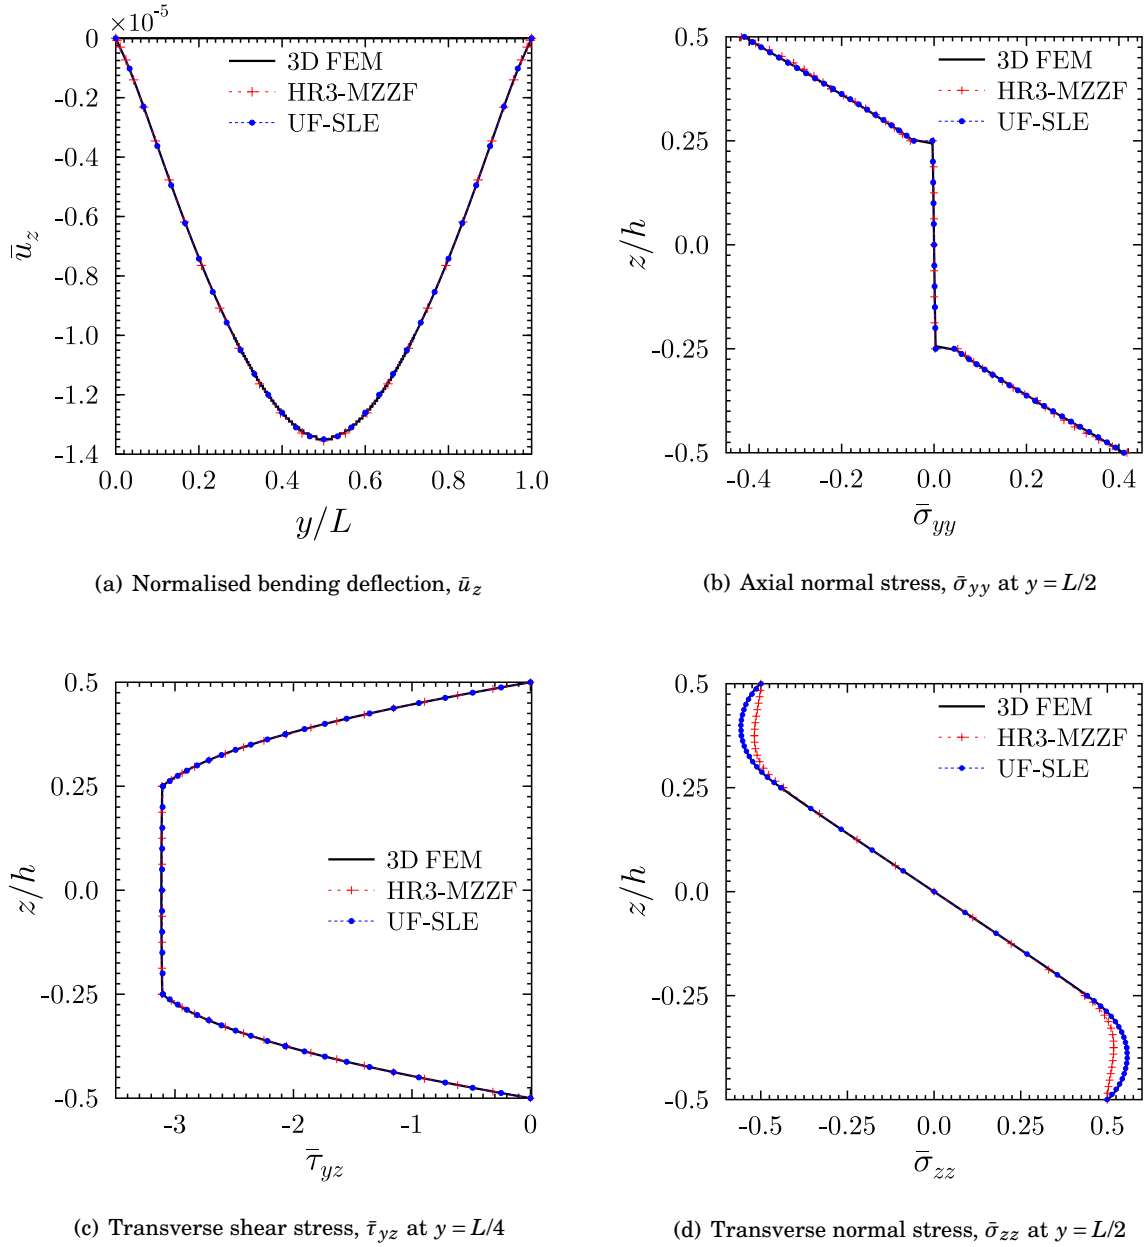 ×10⁻⁵
0
-0.2
-0.4
-0.6
-0.8
-1.0
-1.2
-1.4
ū_z
3D FEM
HR3-MZZF
UF-SLE
0.0 0.2 0.4 0.6 0.8 1.0
y/L
(a) Normalised bending deflection, ū_z
0.5
0.25
0.0
-0.25
-0.5
z/h
3D FEM
HR3-MZZF
UF-SLE
-0.4 -0.2 0.0 0.2 0.4
σ̄_yy
(b) Axial normal stress, σ̄_yy at y = L/2
0.5
0.25
0.0
-0.25
-0.5
z/h
3D FEM
HR3-MZZF
UF-SLE
-3 -2 -1 0
τ̄_yz
(c) Transverse shear stress, τ̄_yz at y = L/4
0.5
0.25
0.0
-0.25
-0.5
z/h
3D FEM
HR3-MZZF
UF-SLE
-0.5 -0.25 0.0 0.25 0.5
σ̄_zz
(d) Transverse normal stress, σ̄_zz at y = L/2